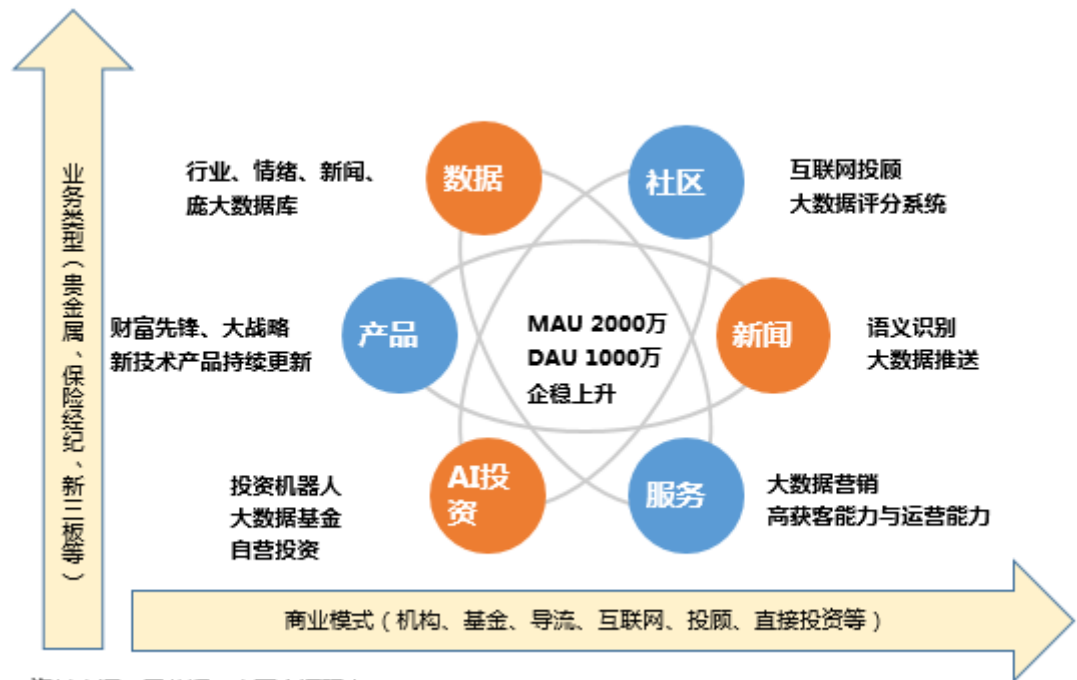 业务类型（贵金属、保险经纪、新三板等）
行业、情绪、新闻、
庞大数据库
数据
社区
互联网投顾
大数据评分系统
财富先锋、大战略
新技术产品持续更新
产品
MAU 2000万
DAU 1000万
企稳上升
新闻
语义识别
大数据推送
投资机器人
大数据基金
自营投资
AI投
资
服务
大数据营销
高获客能力与运营能力
商业模式（机构、基金、导流、互联网、投顾、直接投资等）